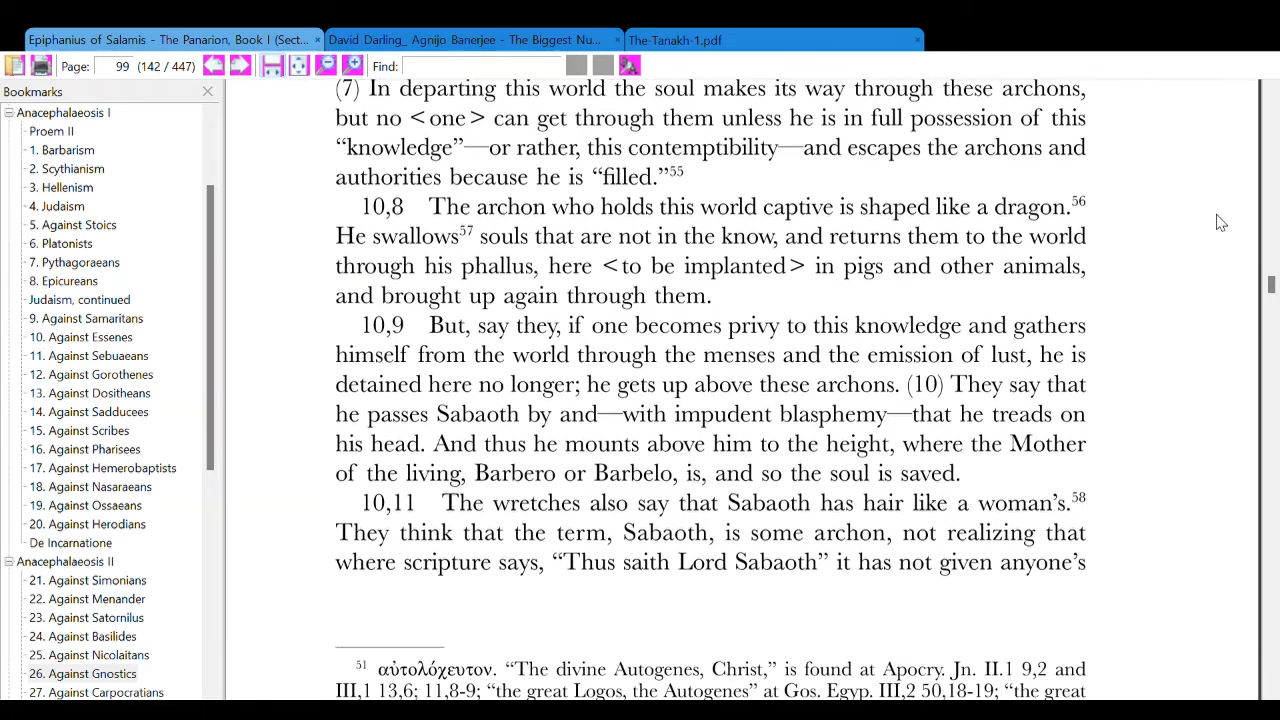 Epiphanius of Salamis - The Panarion, Book I (Sect...
David Darling_ Agnijo Banerjee - The Biggest Nu...
The-Tanakh-1.pdf
Page: 99 (142 / 447)
Find:
Bookmarks
Anacephalaeosis I
Proem II
1. Barbarism
2. Scythianism
3. Hellenism
4. Judaism
5. Against Stoics
6. Platonists
7. Pythagoraeans
8. Epicureans
Judaism, continued
9. Against Samaritans
10. Against Essenes
11. Against Sebuaeans
12. Against Gorothenes
13. Against Dositheans
14. Against Sadducees
15. Against Scribes
16. Against Pharisees
17. Against Hemerobaptists
18. Against Nasaraeans
19. Against Ossaeans
20. Against Herodians
De Incarnatione
Anacephalaeosis II
21. Against Simonians
22. Against Menander
23. Against Satornilus
24. Against Basilides
25. Against Nicolaitans
26. Against Gnostics
27. Against Carpocratians
(7) In departing this world the soul makes its way through these archons,
but no <one> can get through them unless he is in full possession of this
“knowledge”—or rather, this contemptibility—and escapes the archons and
authorities because he is “filled.”55
10,8 The archon who holds this world captive is shaped like a dragon.56
He swallows57 souls that are not in the know, and returns them to the world
through his phallus, here <to be implanted> in pigs and other animals,
and brought up again through them.
10,9 But, say they, if one becomes privy to this knowledge and gathers
himself from the world through the menses and the emission of lust, he is
detained here no longer; he gets up above these archons. (10) They say that
he passes Sabaoth by and—with impudent blasphemy—that he treads on
his head. And thus he mounts above him to the height, where the Mother
of the living, Barbero or Barbelo, is, and so the soul is saved.
10,11 The wretches also say that Sabaoth has hair like a woman’s.58
They think that the term, Sabaoth, is some archon, not realizing that
where scripture says, “Thus saith Lord Sabaoth” it has not given anyone’s
51 αὐτολόχευτον. “The divine Autogenes, Christ,” is found at Apocry. Jn. II.1 9,2 and
III,1 13,6; 11,8-9; “the great Logos, the Autogenes” at Gos. Egyp. III,2 50,18-19; “the great